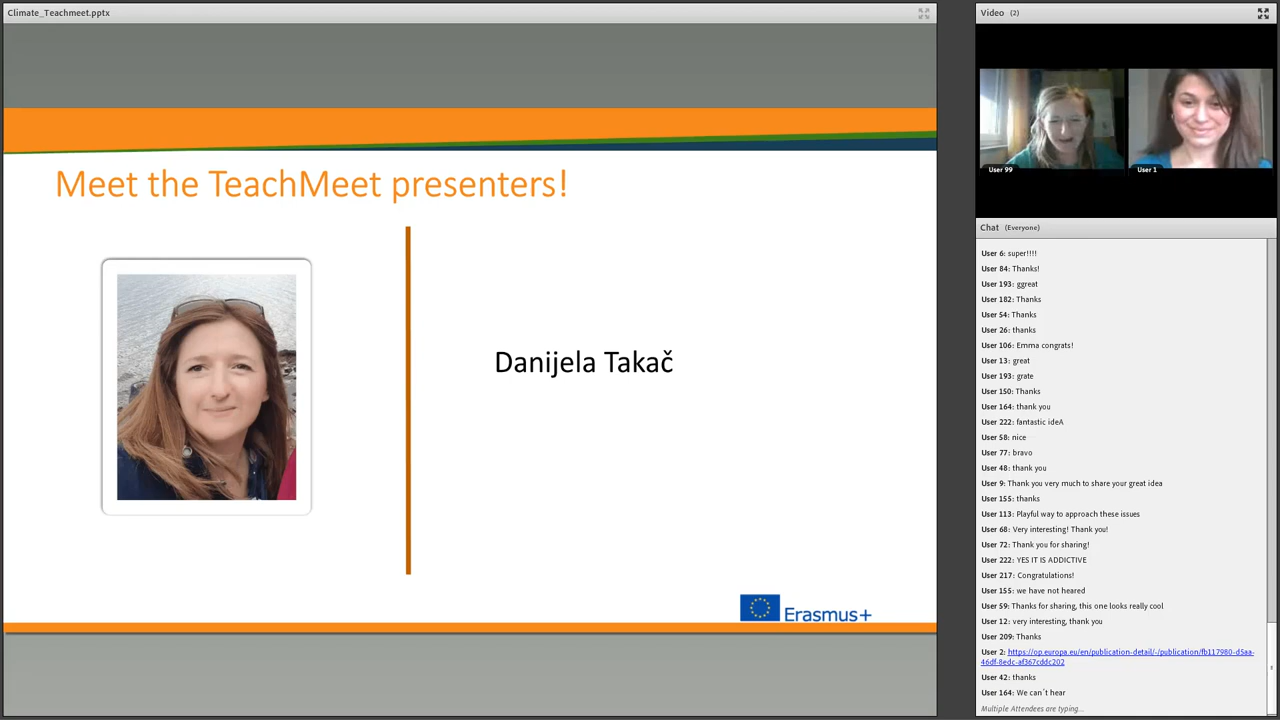 Climate_Teachmeet.pptx
Meet the TeachMeet presenters!
Danijela Takač
Erasmus+
Video (2)
User 99
User 1
Chat (Everyone)
User 6: super!!!!
User 84: Thanks!
User 193: ggreat
User 182: Thanks
User 54: Thanks
User 26: thanks
User 106: Emma congrats!
User 13: great
User 193: grate
User 150: Thanks
User 164: thank you
User 222: fantastic ideA
User 58: nice
User 77: bravo
User 48: thank you
User 9: Thank you very much to share your great idea
User 155: thanks
User 113: Playful way to approach these issues
User 68: Very interesting! Thank you!
User 72: Thank you for sharing!
User 222: YES IT IS ADDICTIVE
User 217: Congratulations!
User 155: we have not heared
User 59: Thanks for sharing, this one looks really cool
User 12: very interesting, thank you
User 209: Thanks
User 2: https://op.europa.eu/en/publication-detail/-/publication/fb117980-d5aa-
46df-8edc-af367cddc202
User 42: thanks
User 164: We can´t hear
Multiple Attendees are typing...